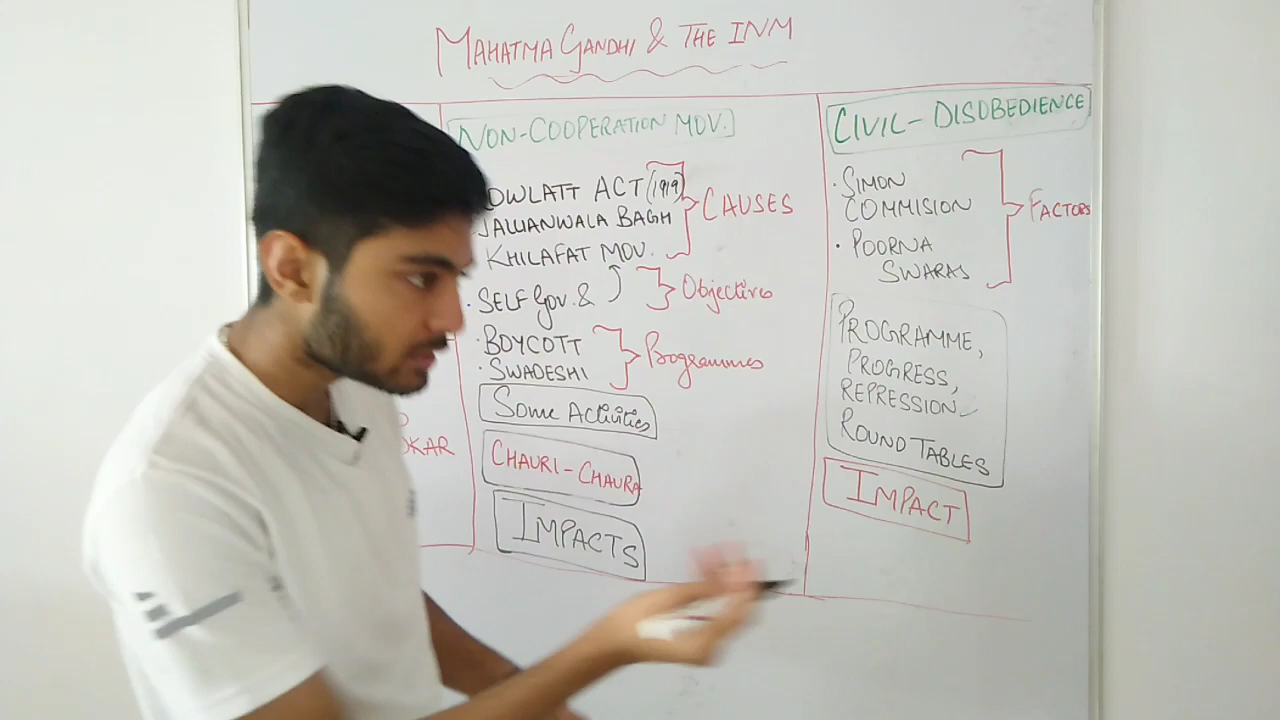 MAHATMA GANDHI & THE INM
NON-COOPERATION MOV.
OWLATT ACT (1919)
JALLIANWALA BAGH
KHILAFAT MOV.
CAUSES
· SELF GOV. &
Objectives
· BOYCOTT
· SWADESHI
Programmes
SOME ACTIVITIES
CHAURI-CHAURA
IMPACTS
KAR
CIVIL-DISOBEDIENCE
· SIMON
COMMISION
· POORNA
SWARAS
FACTORS
PROGRAMME,
PROGRESS,
REPRESSION
ROUND TABLES
IMPACT